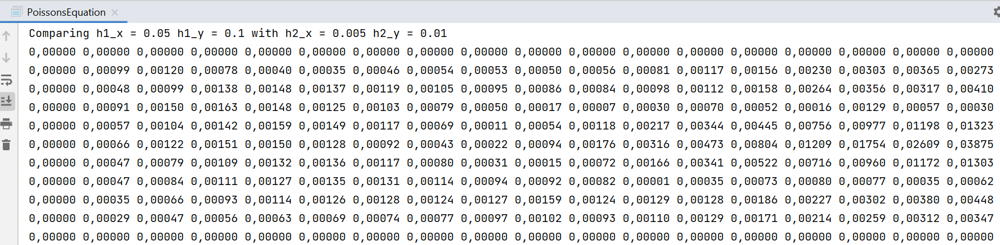 PoissonsEquation
Comparing h1_x = 0.05 h1_y = 0.1 with h2_x = 0.005 h2_y = 0.01
0,00000 0,00000 0,00000 0,00000 0,00000 0,00000 0,00000 0,00000 0,00000 0,00000 0,00000 0,00000 0,00000 0,00000 0,00000 0,00000 0,00000 0,00000
0,00000 0,00099 0,00120 0,00078 0,00040 0,00035 0,00046 0,00054 0,00053 0,00050 0,00056 0,00081 0,00117 0,00156 0,00230 0,00303 0,00365 0,00273
0,00000 0,00048 0,00099 0,00138 0,00148 0,00137 0,00119 0,00105 0,00095 0,00086 0,00084 0,00098 0,00112 0,00158 0,00264 0,00356 0,00317 0,00410
0,00000 0,00091 0,00150 0,00163 0,00148 0,00125 0,00103 0,00079 0,00050 0,00017 0,00007 0,00030 0,00070 0,00052 0,00016 0,00129 0,00057 0,00030
0,00000 0,00057 0,00104 0,00142 0,00159 0,00149 0,00117 0,00069 0,00011 0,00054 0,00118 0,00217 0,00344 0,00445 0,00756 0,00977 0,01198 0,01323
0,00000 0,00066 0,00122 0,00151 0,00150 0,00128 0,00092 0,00043 0,00022 0,00094 0,00176 0,00316 0,00473 0,00804 0,01209 0,01754 0,02609 0,03875
0,00000 0,00047 0,00079 0,00109 0,00132 0,00136 0,00117 0,00080 0,00031 0,00015 0,00072 0,00166 0,00341 0,00522 0,00716 0,00960 0,01172 0,01303
0,00000 0,00047 0,00084 0,00111 0,00127 0,00135 0,00131 0,00114 0,00094 0,00092 0,00082 0,00001 0,00035 0,00073 0,00080 0,00077 0,00035 0,00062
0,00000 0,00035 0,00066 0,00093 0,00114 0,00126 0,00128 0,00124 0,00127 0,00159 0,00124 0,00129 0,00128 0,00186 0,00227 0,00302 0,00380 0,00448
0,00000 0,00029 0,00047 0,00056 0,00063 0,00069 0,00074 0,00077 0,00097 0,00102 0,00093 0,00110 0,00129 0,00171 0,00214 0,00259 0,00312 0,00347
0,00000 0,00000 0,00000 0,00000 0,00000 0,00000 0,00000 0,00000 0,00000 0,00000 0,00000 0,00000 0,00000 0,00000 0,00000 0,00000 0,00000 0,00000